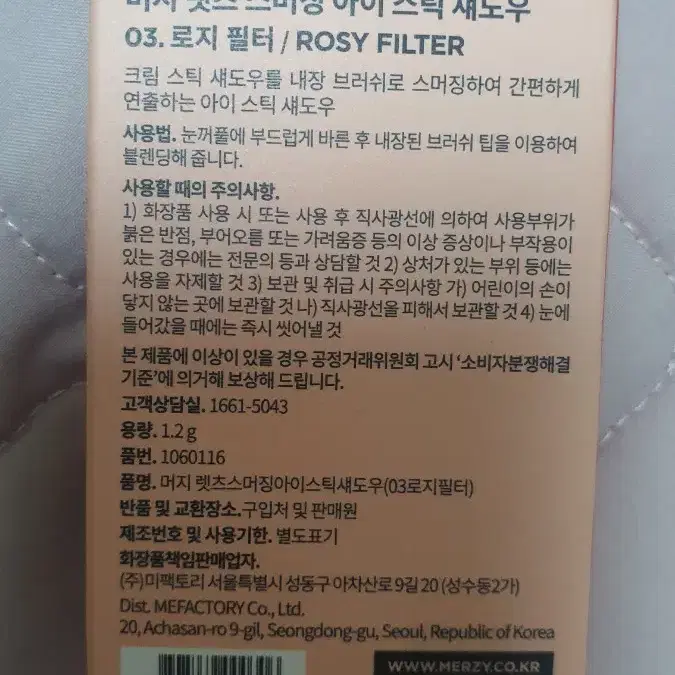 머지 렛츠 스머징 아이 스틱 섀도우
03. 로지 필터 / ROSY FILTER
크림 스틱 섀도우를 내장 브러쉬로 스머징하여 간편하게
연출하는 아이 스틱 섀도우
사용법. 눈꺼풀에 부드럽게 바른 후 내장된 브러쉬 팁을 이용하여
블렌딩해 줍니다.
사용할 때의 주의사항.
1) 화장품 사용 시 또는 사용 후 직사광선에 의하여 사용부위가
붉은 반점, 부어오름 또는 가려움증 등의 이상 증상이나 부작용이
있는 경우에는 전문의 등과 상담할 것 2) 상처가 있는 부위 등에는
사용을 자제할 것 3) 보관 및 취급 시 주의사항 가) 어린이의 손이
닿지 않는 곳에 보관할 것 나) 직사광선을 피해서 보관할 것 4) 눈에
들어갔을 때에는 즉시 씻어낼 것
본 제품에 이상이 있을 경우 공정거래위원회 고시 ‘소비자분쟁해결
기준’에 의거해 보상해 드립니다.
고객상담실. 1661-5043
용량. 1.2 g
품번. 1060116
품명. 머지 렛츠스머징아이스틱섀도우(03로지필터)
반품 및 교환장소. 구입처 및 판매원
제조번호 및 사용기한. 별도표기
화장품책임판매업자.
(주)미팩토리 서울특별시 성동구 아차산로 9길 20 (성수동2가)
Dist. MEFACTORY Co., Ltd.
20, Achasan-ro 9-gil, Seongdong-gu, Seoul, Republic of Korea
WWW.MERZY.CO.KR